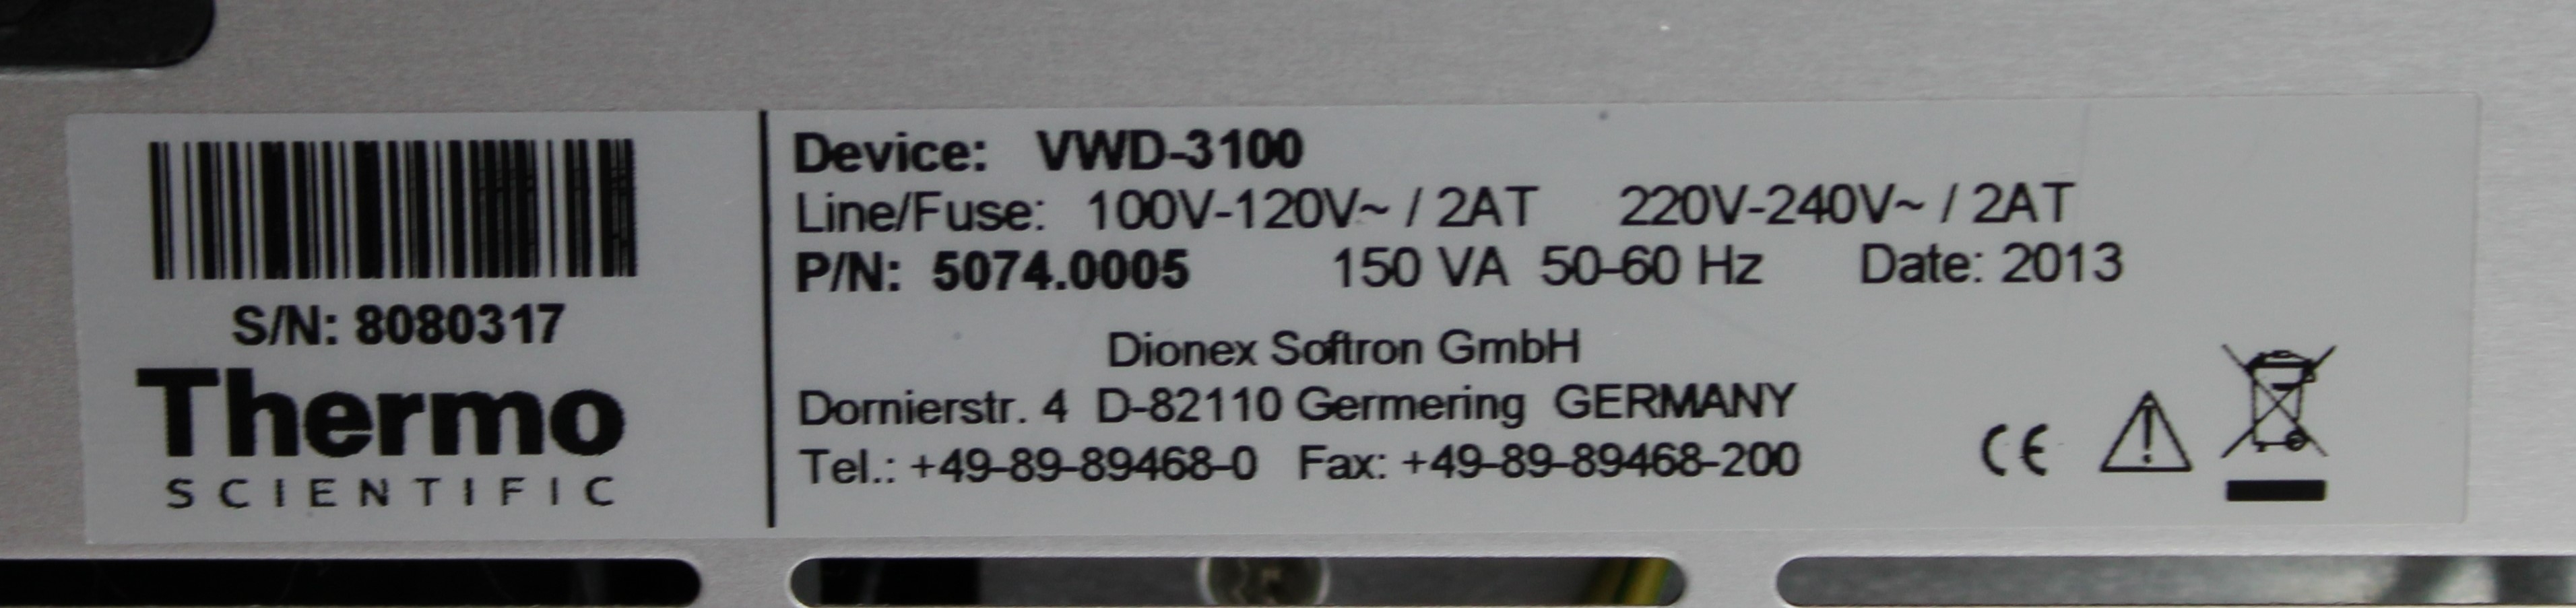 S/N: 8080317
Thermo
SCIENTIFIC
Device: VWD-3100
Line/Fuse: 100V-120V~ / 2AT 220V-240V~ / 2AT
P/N: 5074.0005 150 VA 50-60 Hz Date: 2013
Dionex Softron GmbH
Dornierstr. 4 D-82110 Germering GERMANY
Tel.: +49-89-89468-0 Fax: +49-89-89468-200
CE